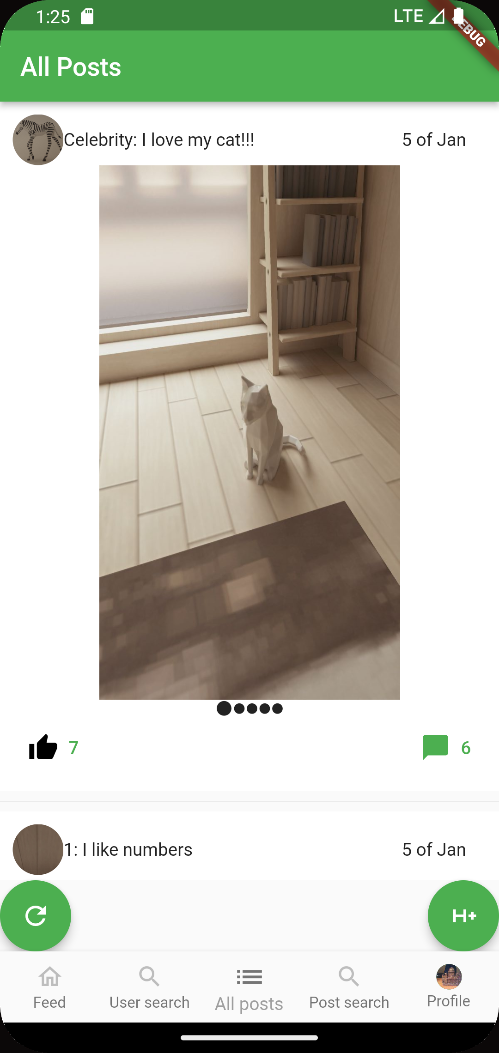 1:25
LTE
EBUG
All Posts
Celebrity: I love my cat!!!
5 of Jan
7
6
1: I like numbers
5 of Jan
H+
Feed
User search
All posts
Post search
Profile